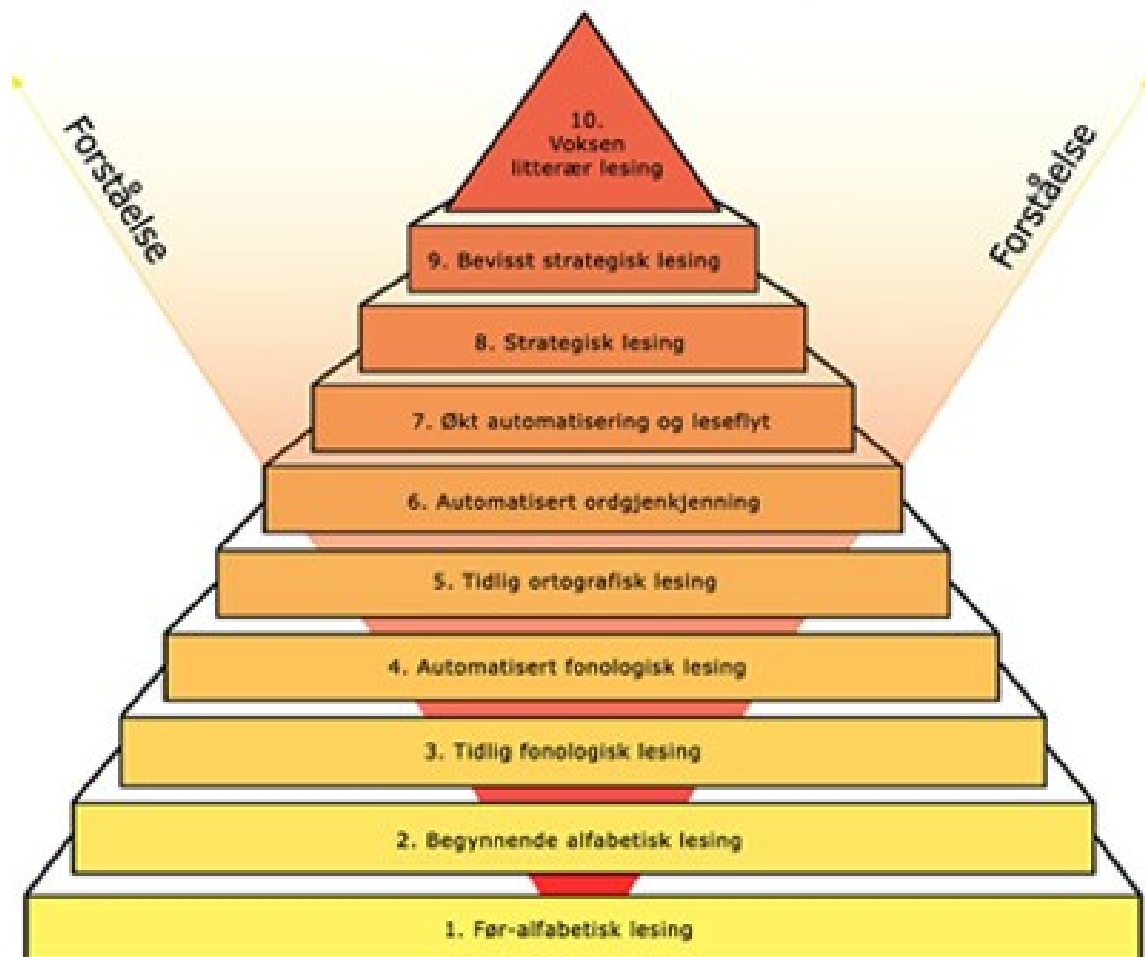 10.
Voksen
litterær lesing
Forståelse
Forståelse
9. Bevisst strategisk lesing
8. Strategisk lesing
7. Økt automatisering og leseflyt
6. Automatisert ordgjenkjenning
5. Tidlig ortografisk lesing
4. Automatisert fonologisk lesing
3. Tidlig fonologisk lesing
2. Begynnende alfabetisk lesing
1. Før-alfabetisk lesing